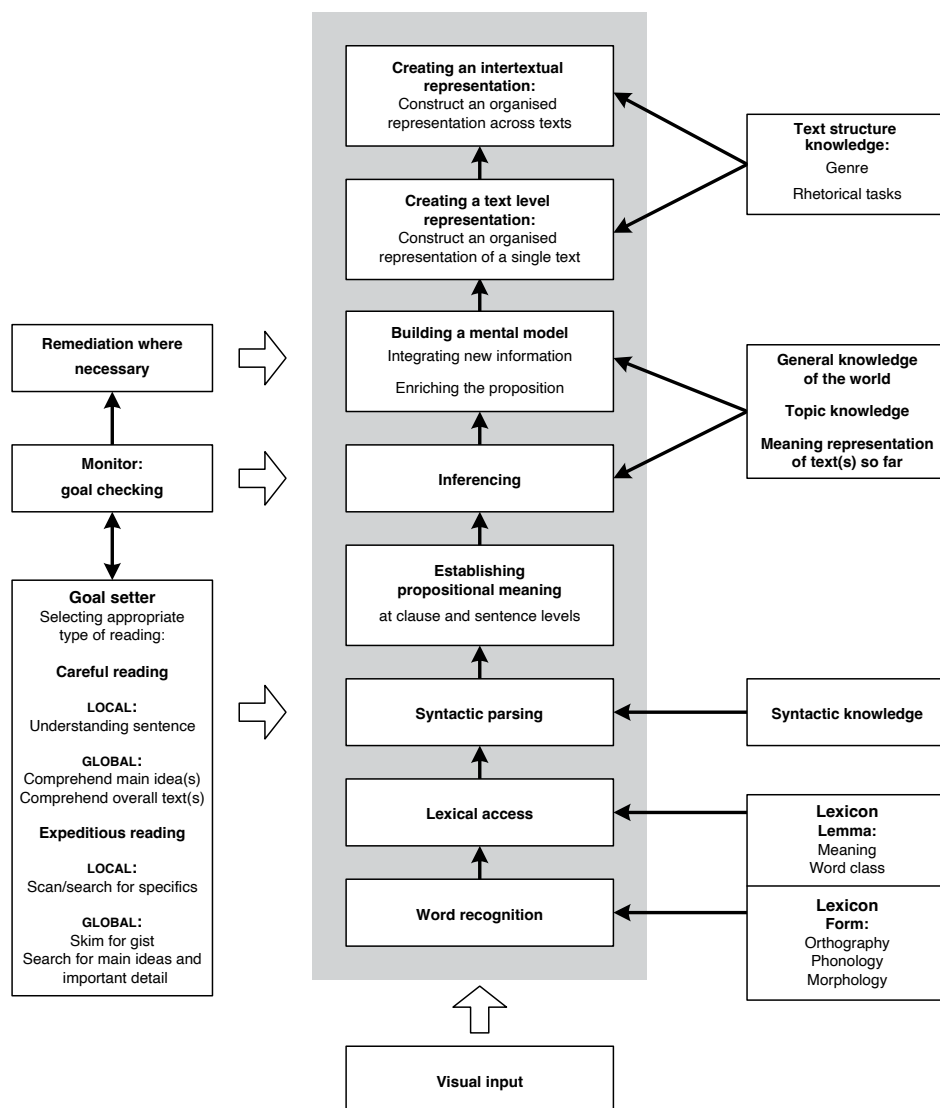 Creating an intertextual
representation:
Construct an organised
representation across texts
Creating a text level
representation:
Construct an organised
representation of a single text
Building a mental model
Integrating new information
Enriching the proposition
Inferencing
Establishing
propositional meaning
at clause and sentence levels
Syntactic parsing
Lexical access
Word recognition
Visual input
Remediation where
necessary
Monitor:
goal checking
Goal setter
Selecting appropriate
type of reading:
Careful reading
LOCAL:
Understanding sentence
GLOBAL:
Comprehend main idea(s)
Comprehend overall text(s)
Expeditious reading
LOCAL:
Scan/search for specifics
GLOBAL:
Skim for gist
Search for main ideas and
important detail
Text structure
knowledge:
Genre
Rhetorical tasks
General knowledge
of the world
Topic knowledge
Meaning representation
of text(s) so far
Syntactic knowledge
Lexicon
Lemma:
Meaning
Word class
Lexicon
Form:
Orthography
Phonology
Morphology